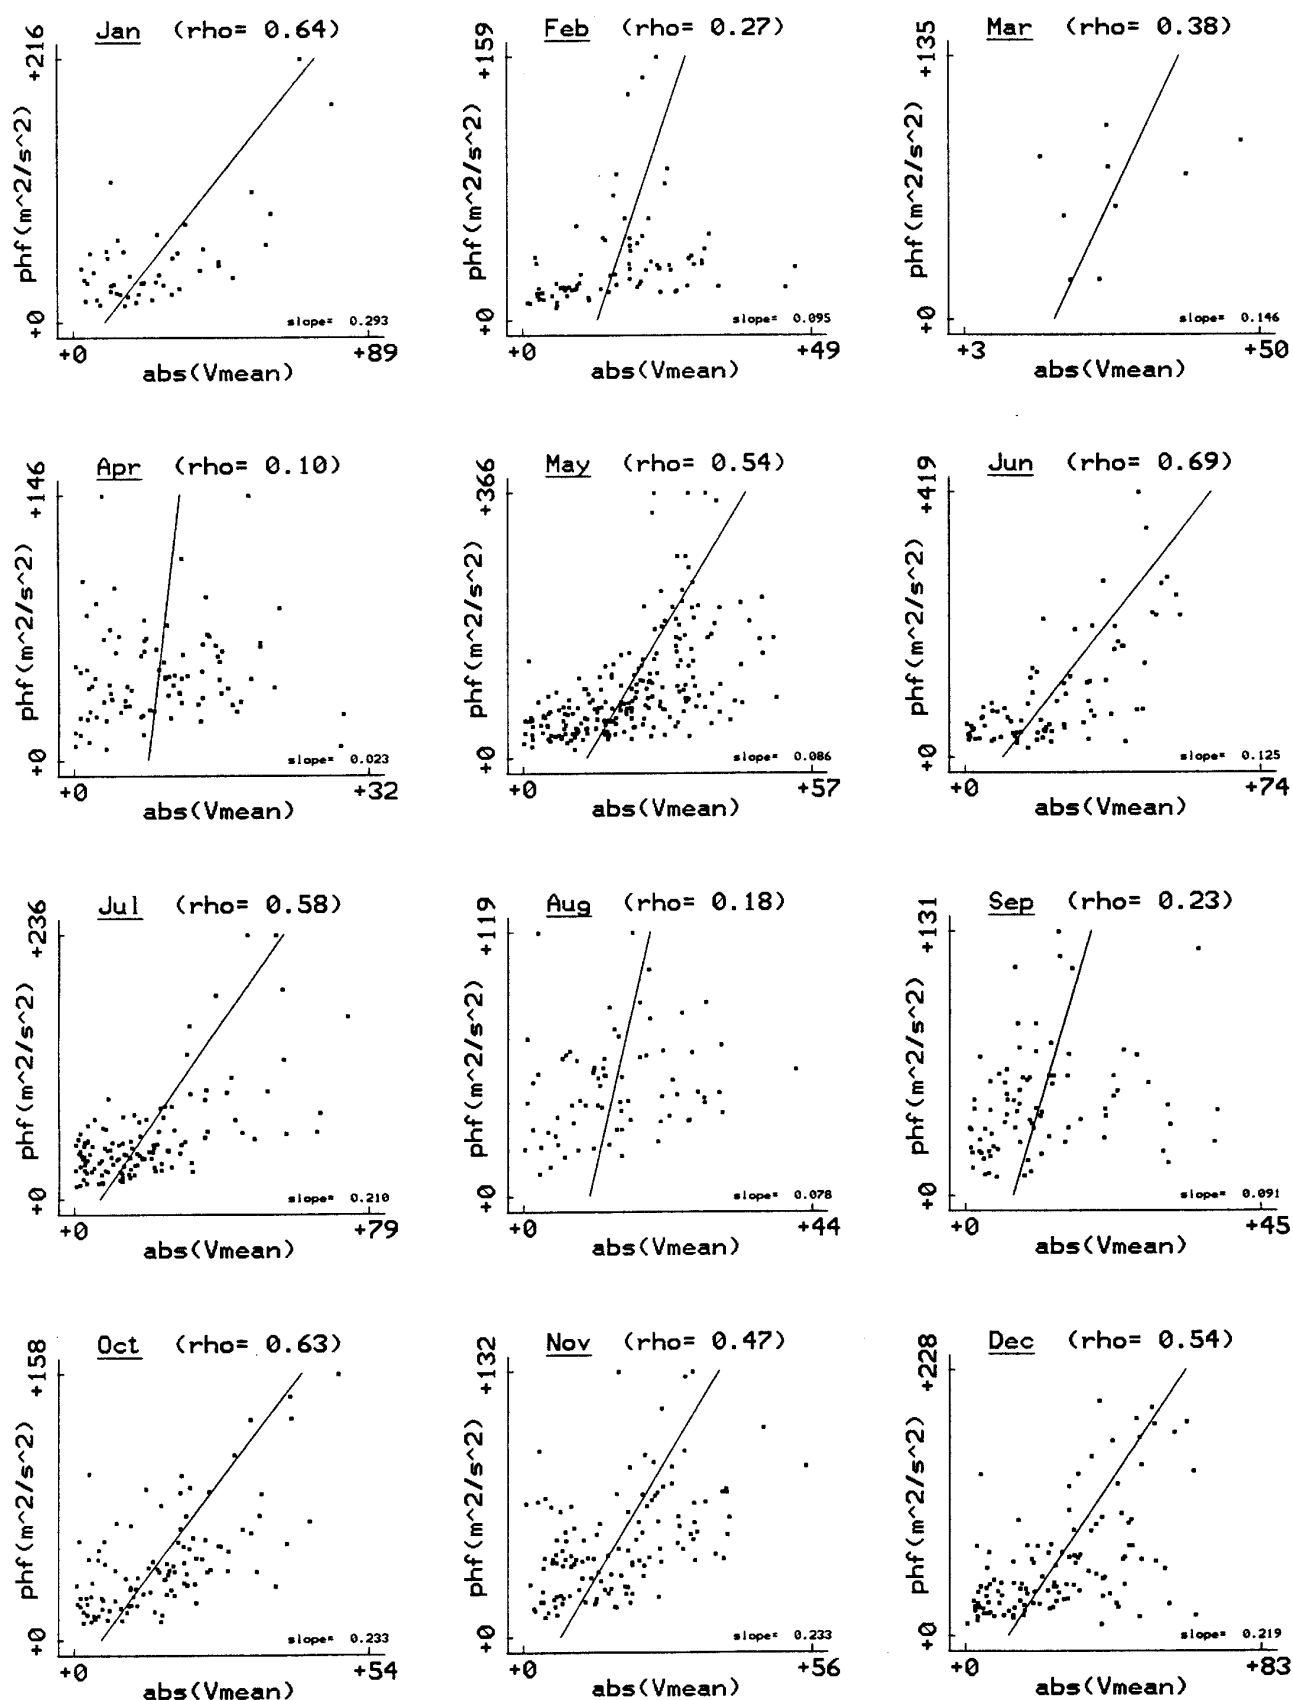 Jan (rho= 0.64)
+216
phf(m^2/s^2)
+0
slope= 0.293
+0 +89
abs(Vmean)
Feb (rho= 0.27)
+159
phf(m^2/s^2)
+0
slope= 0.095
+0 +49
abs(Vmean)
Mar (rho= 0.38)
+135
phf(m^2/s^2)
+0
slope= 0.146
+3 +50
abs(Vmean)
Apr (rho= 0.10)
+146
phf(m^2/s^2)
+0
slope= 0.023
+0 +32
abs(Vmean)
May (rho= 0.54)
+366
phf(m^2/s^2)
+0
slope= 0.086
+0 +57
abs(Vmean)
Jun (rho= 0.69)
+419
phf(m^2/s^2)
+0
slope= 0.125
+0 +74
abs(Vmean)
Jul (rho= 0.58)
+236
phf(m^2/s^2)
+0
slope= 0.210
+0 +79
abs(Vmean)
Aug (rho= 0.18)
+119
phf(m^2/s^2)
+0
slope= 0.078
+0 +44
abs(Vmean)
Sep (rho= 0.23)
+131
phf(m^2/s^2)
+0
slope= 0.091
+0 +45
abs(Vmean)
Oct (rho= 0.63)
+158
phf(m^2/s^2)
+0
slope= 0.233
+0 +54
abs(Vmean)
Nov (rho= 0.47)
+132
phf(m^2/s^2)
+0
slope= 0.233
+0 +56
abs(Vmean)
Dec (rho= 0.54)
+228
phf(m^2/s^2)
+0
slope= 0.219
+0 +83
abs(Vmean)